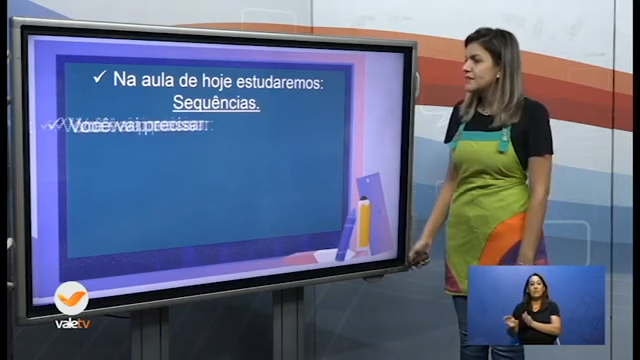 ✓ Na aula de hoje estudaremos:
Sequências.
✓ Você vai precisar:
valetv